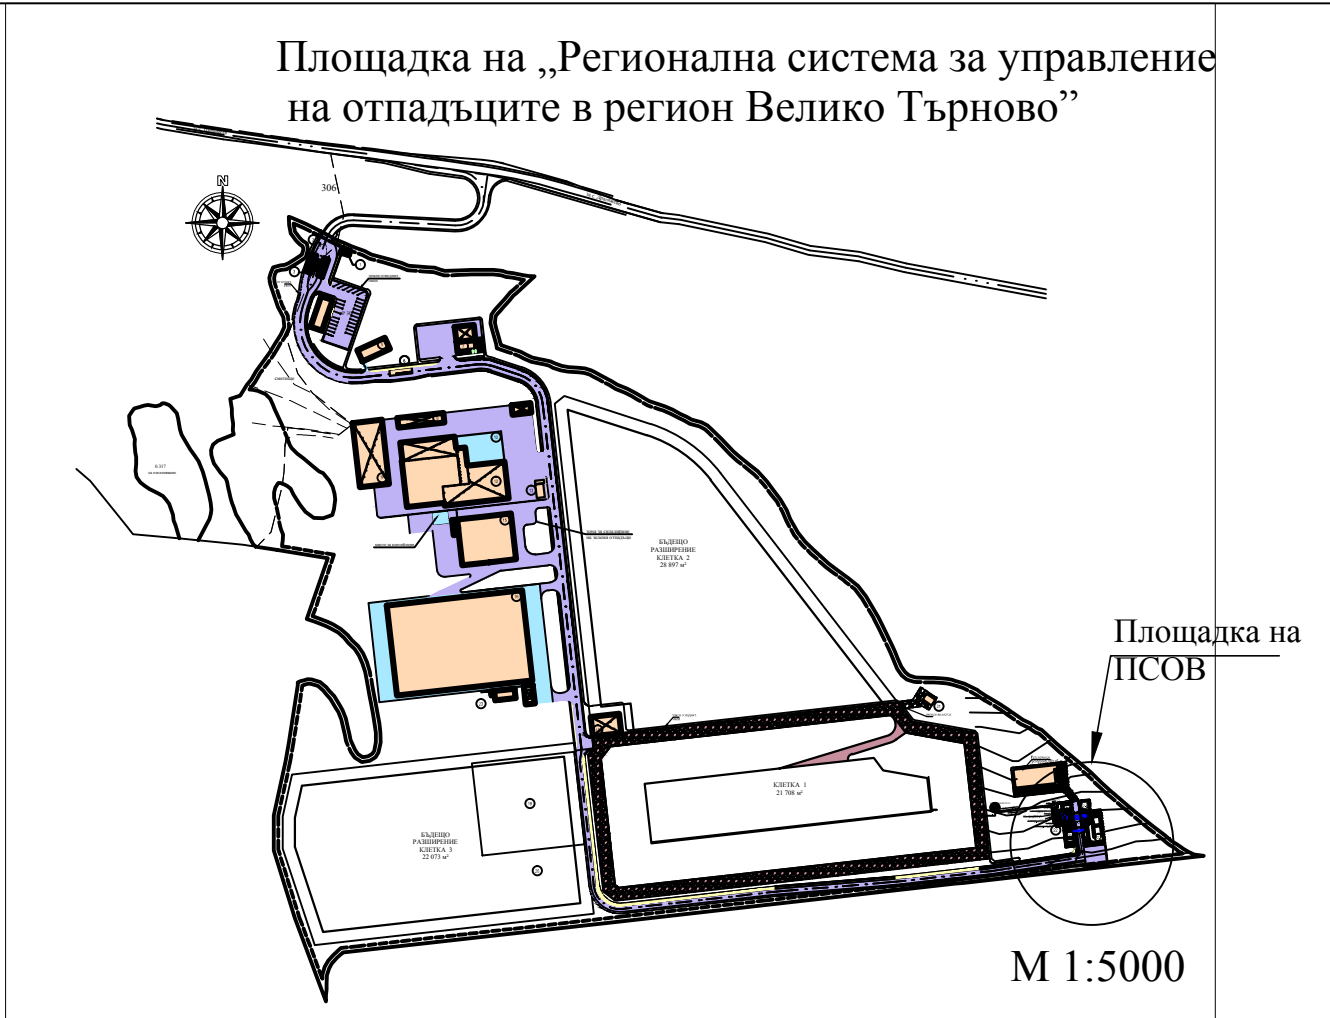 Площадка на „Регионална система за управление
на отпадъците в регион Велико Търново”
N
306
БЪДЕЩО
РАЗШИРЕНИЕ
КЛЕТКА 2
28 897 м²
Площадка на
ПСОВ
КЛЕТКА 1
21 708 м²
БЪДЕЩО
РАЗШИРЕНИЕ
КЛЕТКА 3
22 073 м²
М 1:5000